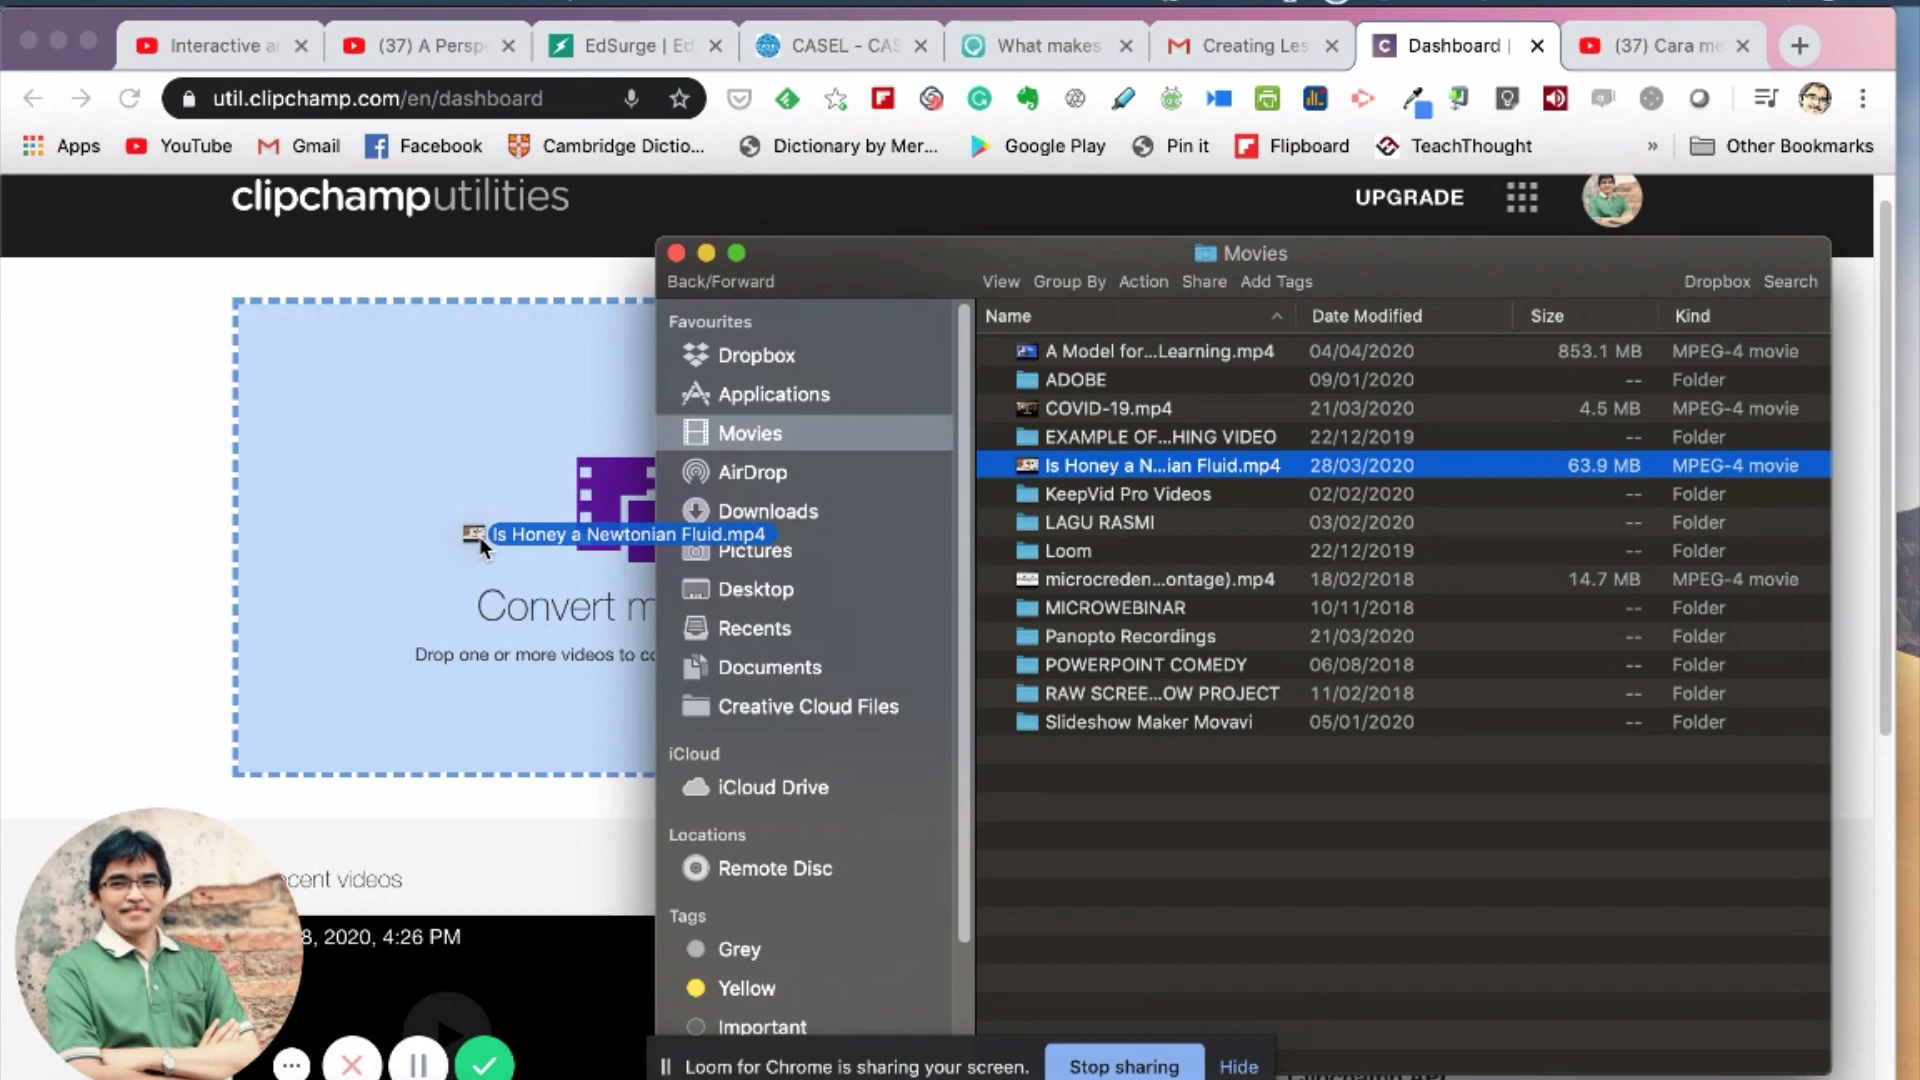 Interactive a
(37) A Persp
EdSurge | Ed
CASEL - CAS
What makes
Creating Les
Dashboard |
(37) Cara me
util.clipchamp.com/en/dashboard
Apps
YouTube
Gmail
Facebook
Cambridge Dictio...
Dictionary by Mer...
Google Play
Pin it
Flipboard
TeachThought
»
Other Bookmarks
clipchamputilities
UPGRADE
Movies
Back/Forward
View
Group By
Action
Share
Add Tags
Dropbox
Search
Favourites
Dropbox
Applications
Movies
AirDrop
Downloads
Pictures
Desktop
Recents
Documents
Creative Cloud Files
iCloud
iCloud Drive
Locations
Remote Disc
Tags
Grey
Yellow
Important
Name Date Modified Size Kind
A Model for...Learning.mp4 04/04/2020 853.1 MB MPEG-4 movie
ADOBE 09/01/2020 -- Folder
COVID-19.mp4 21/03/2020 4.5 MB MPEG-4 movie
EXAMPLE OF...HING VIDEO 22/12/2019 -- Folder
Is Honey a N...ian Fluid.mp4 28/03/2020 63.9 MB MPEG-4 movie
KeepVid Pro Videos 02/02/2020 -- Folder
LAGU RASMI 03/02/2020 -- Folder
Loom 22/12/2019 -- Folder
microcreden...ontage).mp4 18/02/2018 14.7 MB MPEG-4 movie
MICROWEBINAR 10/11/2018 -- Folder
Panopto Recordings 21/03/2020 -- Folder
POWERPOINT COMEDY 06/08/2018 -- Folder
RAW SCREE...OW PROJECT 11/02/2018 -- Folder
Slideshow Maker Movavi 05/01/2020 -- Folder
Is Honey a Newtonian Fluid.mp4
Convert m
Drop one or more videos to co
cent videos
8, 2020, 4:26 PM
Loom for Chrome is sharing your screen.
Stop sharing
Hide